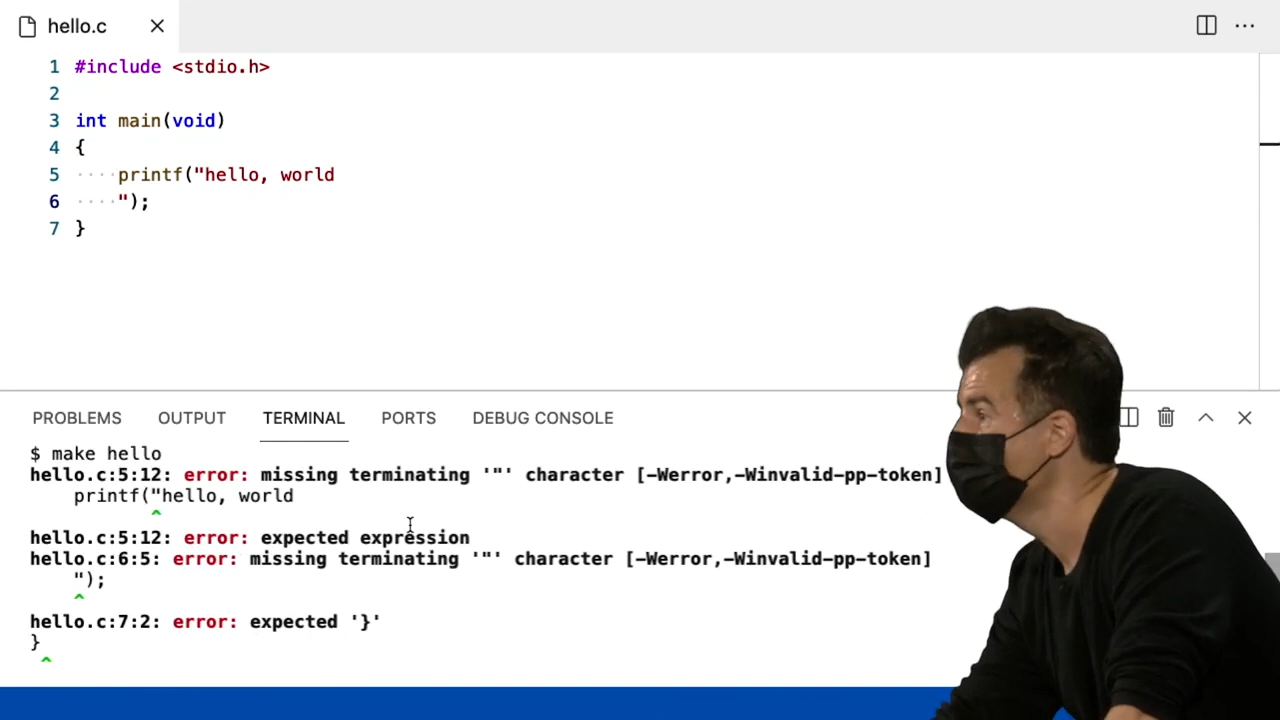 hello.c
1 #include <stdio.h>
2
3 int main(void)
4 {
5 ····printf("hello, world
6 ····");
7 }
PROBLEMS OUTPUT TERMINAL PORTS DEBUG CONSOLE
$ make hello
hello.c:5:12: error: missing terminating '"' character [-Werror,-Winvalid-pp-token]
printf("hello, world
^
hello.c:5:12: error: expected expression
hello.c:6:5: error: missing terminating '"' character [-Werror,-Winvalid-pp-token]
");
^
hello.c:7:2: error: expected '}'
}
^